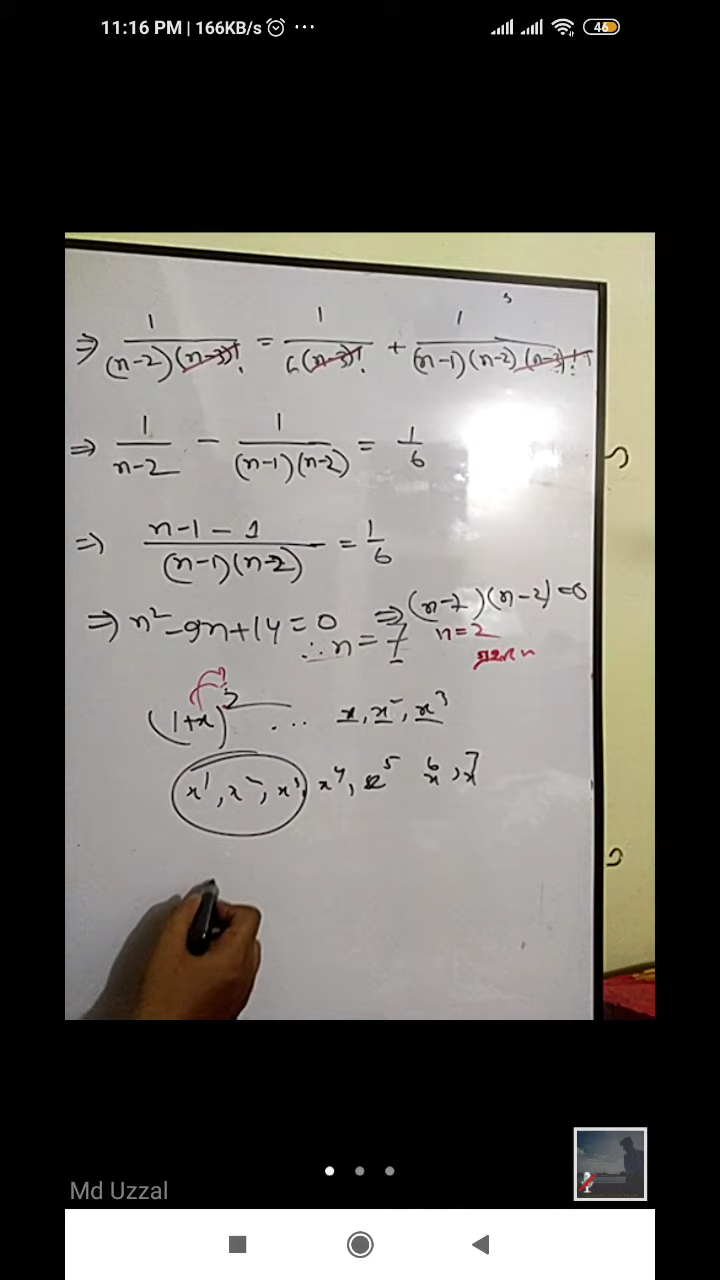 11:16 PM | 166KB/s ...
46
⇒ 1/(n-2)(n-3)! = 1/6(n-3)! + 1/(n-1)(n-2)(n-3)!
⇒ 1/n-2 - 1/(n-1)(n-2) = 1/6
⇒ n-1-1/(n-1)(n-2) = 1/6
⇒ n²-9n+14=0 ⇒ (n-7)(n-2)=0
∴ n = 7 n=2
(1+x)² ... x, x², x³
x¹, x², x³, x⁴, x⁵ x⁶, x⁷
Md Uzzal